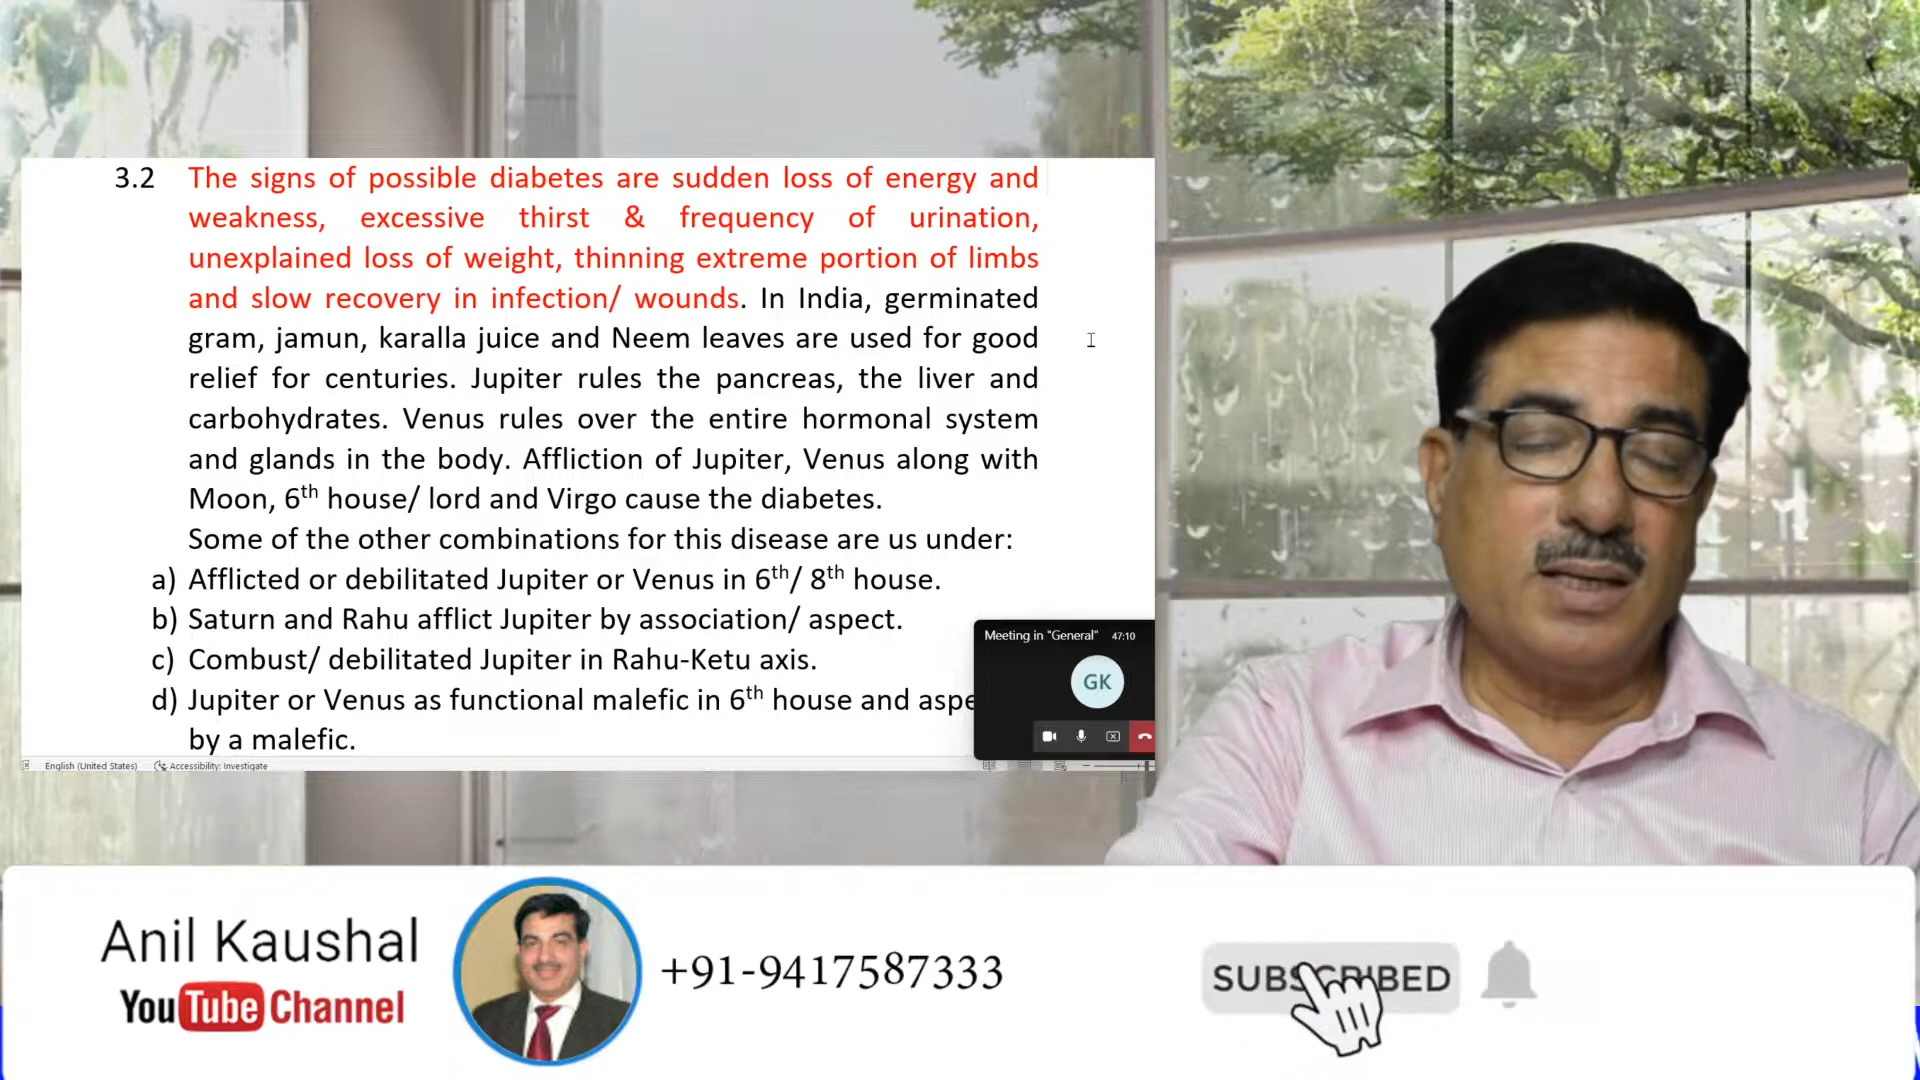 3.2 The signs of possible diabetes are sudden loss of energy and
weakness, excessive thirst & frequency of urination,
unexplained loss of weight, thinning extreme portion of limbs
and slow recovery in infection/ wounds. In India, germinated
gram, jamun, karalla juice and Neem leaves are used for good
relief for centuries. Jupiter rules the pancreas, the liver and
carbohydrates. Venus rules over the entire hormonal system
and glands in the body. Affliction of Jupiter, Venus along with
Moon, 6th house/ lord and Virgo cause the diabetes.
Some of the other combinations for this disease are us under:
a) Afflicted or debilitated Jupiter or Venus in 6th/ 8th house.
b) Saturn and Rahu afflict Jupiter by association/ aspect.
c) Combust/ debilitated Jupiter in Rahu-Ketu axis.
d) Jupiter or Venus as functional malefic in 6th house and aspe
by a malefic.
Meeting in "General" 47:10
GK
English (United States) Accessibility: Investigate
Anil Kaushal
YouTube Channel
+91-9417587333
SUBSCRIBED